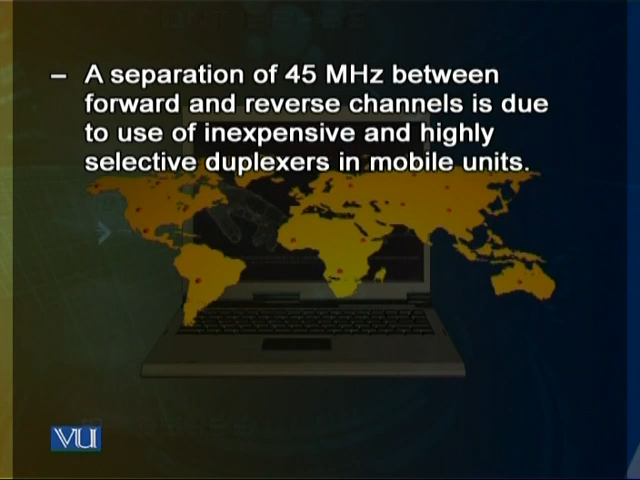 – A separation of 45 MHz between
forward and reverse channels is due
to use of inexpensive and highly
selective duplexers in mobile units.
VU